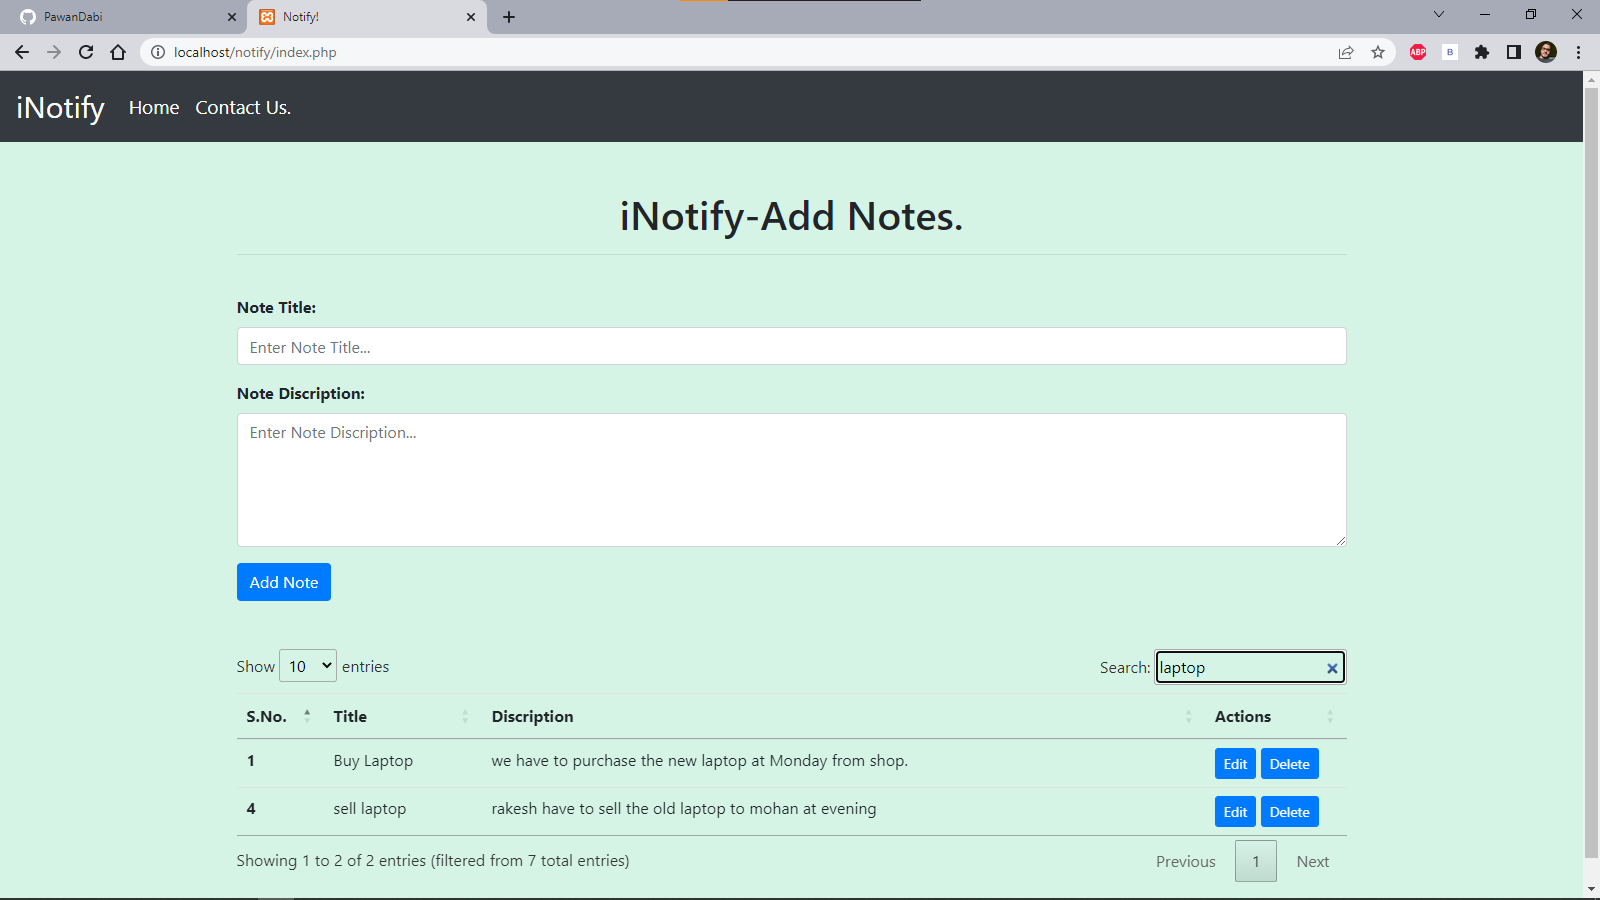 PawanDabi
Notify!
localhost/notify/index.php
ABP
B
iNotify Home Contact Us.
iNotify-Add Notes.
Note Title:
Enter Note Title...
Note Discription:
Enter Note Discription...
Add Note
Show 10 entries Search: laptop
S.No. Title Discription Actions
1 Buy Laptop we have to purchase the new laptop at Monday from shop. Edit Delete
4 sell laptop rakesh have to sell the old laptop to mohan at evening Edit Delete
Showing 1 to 2 of 2 entries (filtered from 7 total entries) Previous 1 Next